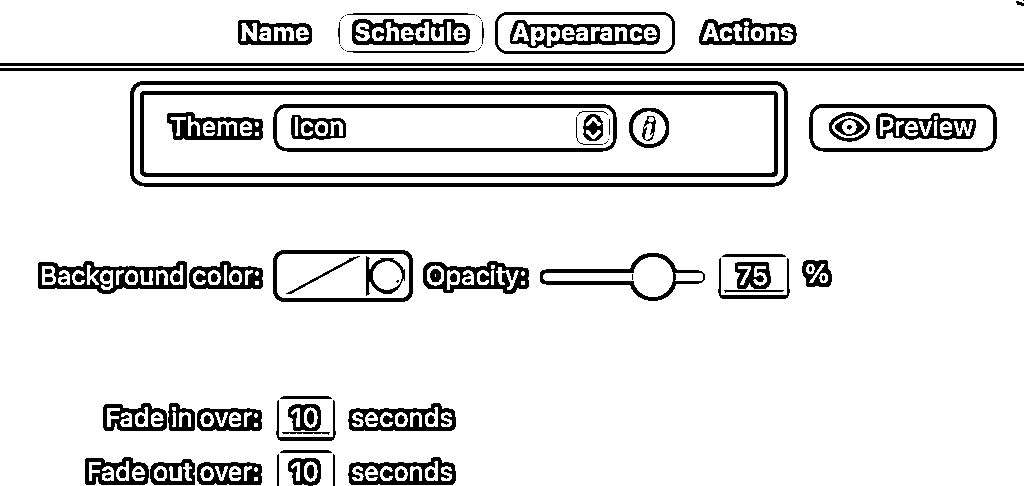 Name Schedule Appearance Actions
Theme: Icon Preview
Background color: Opacity: 75 %
Fade in over: 10 seconds
Fade out over: 10 seconds